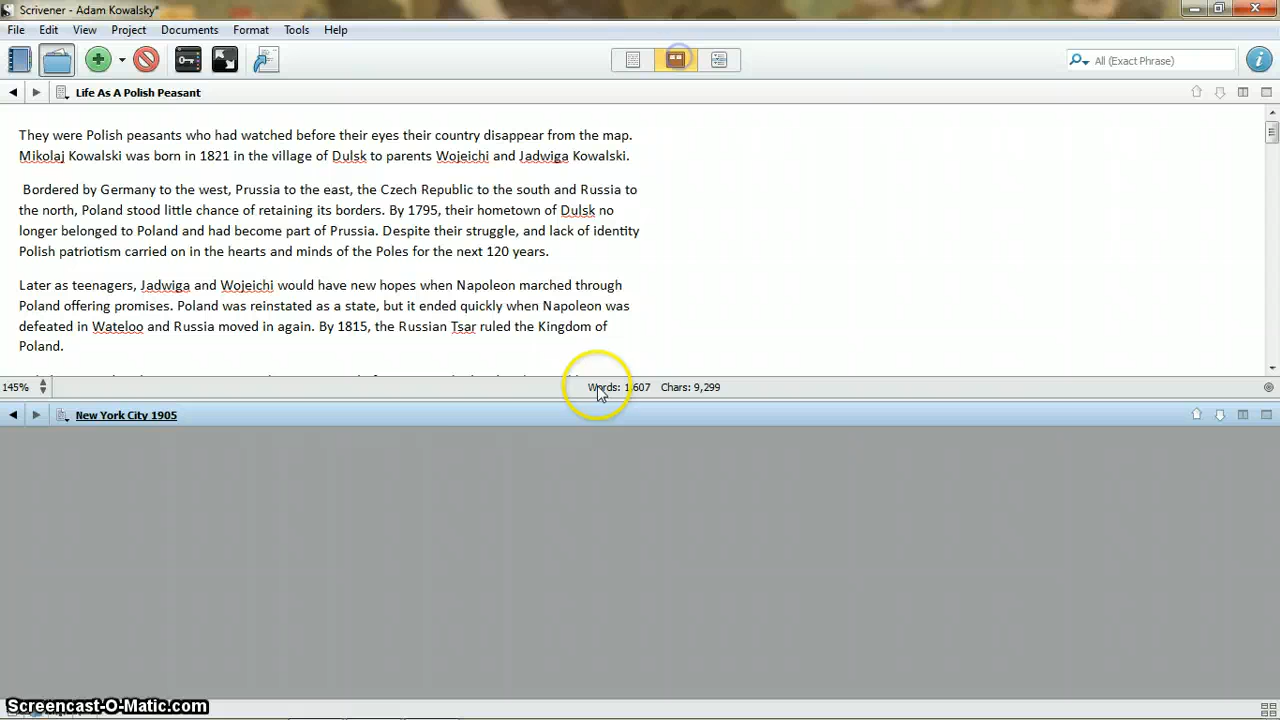 Scrivener - Adam Kowalsky*
File Edit View Project Documents Format Tools Help
All (Exact Phrase)
Life As A Polish Peasant
They were Polish peasants who had watched before their eyes their country disappear from the map.
Mikolaj Kowalski was born in 1821 in the village of Dulsk to parents Wojeichi and Jadwiga Kowalski.
Bordered by Germany to the west, Prussia to the east, the Czech Republic to the south and Russia to
the north, Poland stood little chance of retaining its borders. By 1795, their hometown of Dulsk no
longer belonged to Poland and had become part of Prussia. Despite their struggle, and lack of identity
Polish patriotism carried on in the hearts and minds of the Poles for the next 120 years.
Later as teenagers, Jadwiga and Wojeichi would have new hopes when Napoleon marched through
Poland offering promises. Poland was reinstated as a state, but it ended quickly when Napoleon was
defeated in Wateloo and Russia moved in again. By 1815, the Russian Tsar ruled the Kingdom of
Poland.
145% Words: 1,607 Chars: 9,299
New York City 1905
Screencast-O-Matic.com